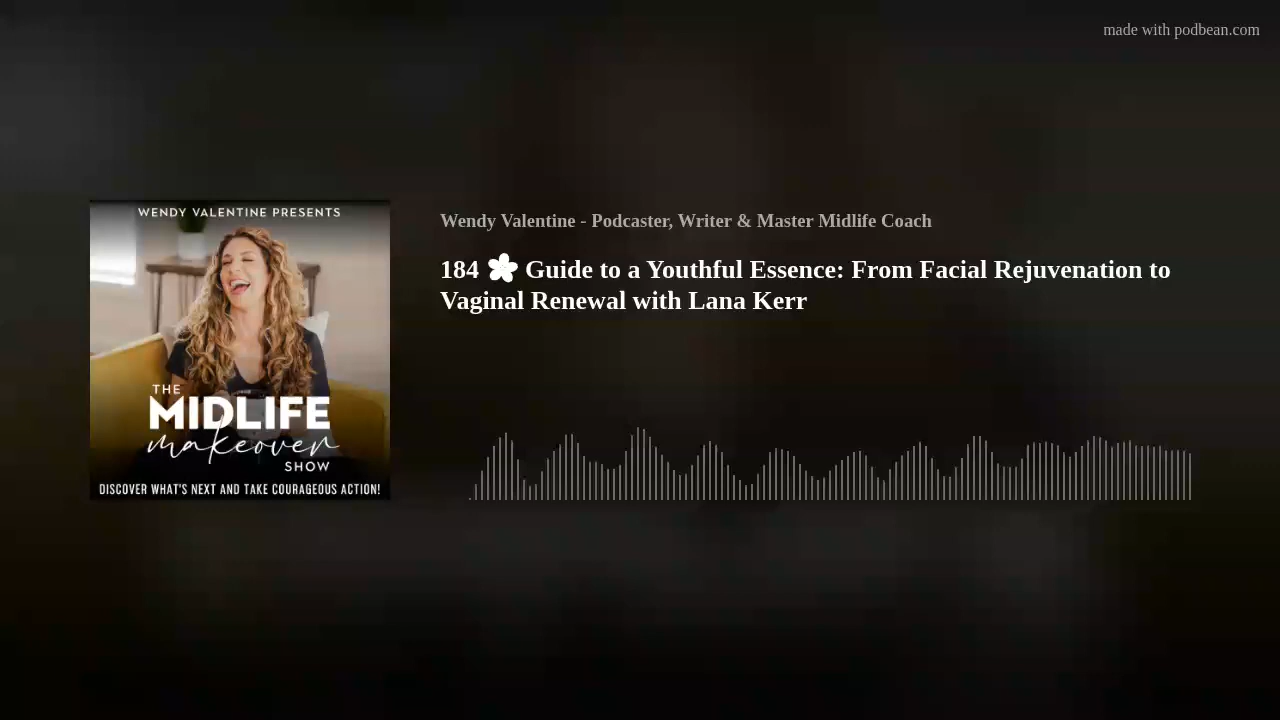 made with podbean.com
WENDY VALENTINE PRESENTS
THE
MIDLIFE
makeover
SHOW
DISCOVER WHAT'S NEXT AND TAKE COURAGEOUS ACTION!
Wendy Valentine - Podcaster, Writer & Master Midlife Coach
184 Guide to a Youthful Essence: From Facial Rejuvenation to
Vaginal Renewal with Lana Kerr